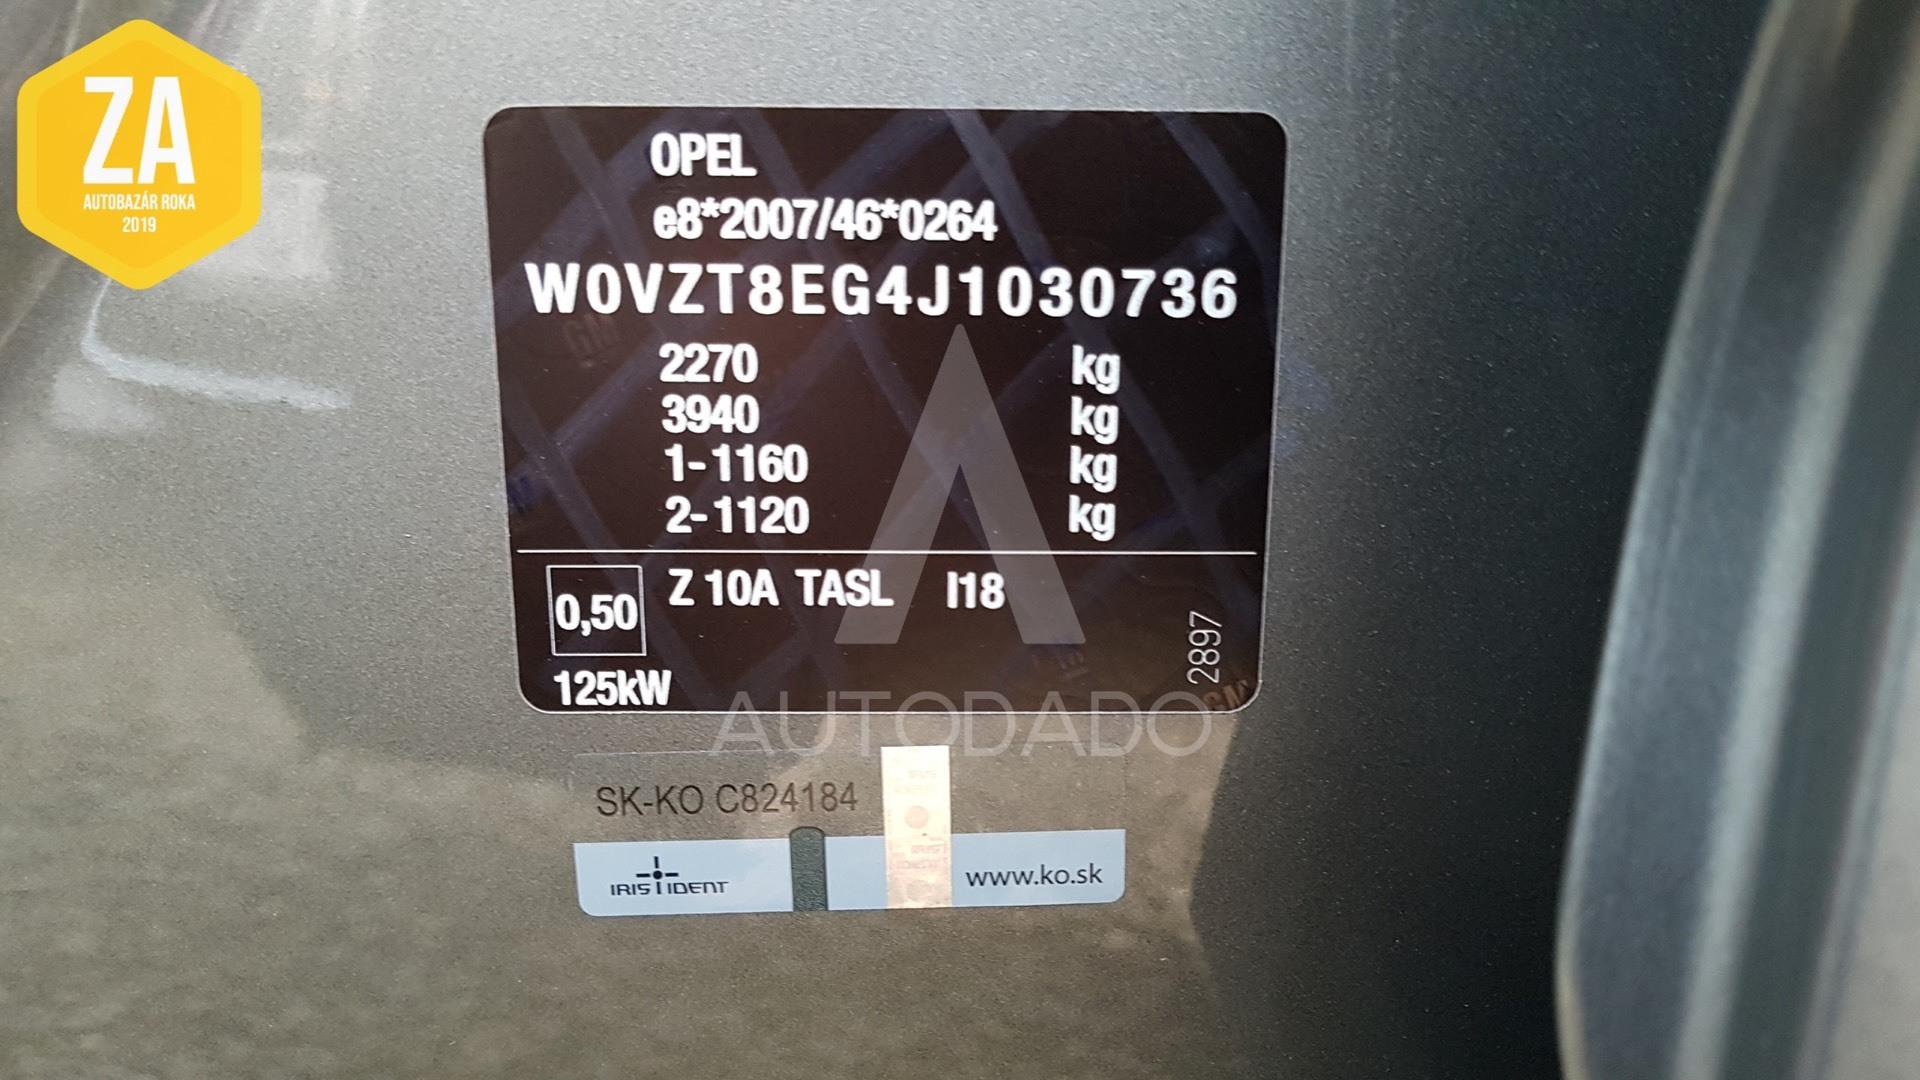 ZA
AUTOBAZÁR ROKA
2019
OPEL
e8*2007/46*0264
W0VZT8EG4J1030736
2270 kg
3940 kg
1-1160 kg
2-1120 kg
0,50 Z 10A TASL I18
125kW
2897
AUTODADO
SK-KO C824184
IRIS IDENT
www.ko.sk